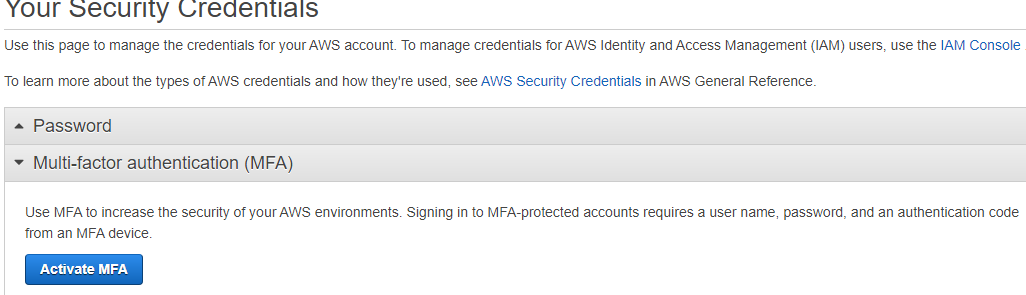 Your Security Credentials
Use this page to manage the credentials for your AWS account. To manage credentials for AWS Identity and Access Management (IAM) users, use the IAM Console
To learn more about the types of AWS credentials and how they're used, see AWS Security Credentials in AWS General Reference.
Password
Multi-factor authentication (MFA)
Use MFA to increase the security of your AWS environments. Signing in to MFA-protected accounts requires a user name, password, and an authentication code
from an MFA device.
Activate MFA